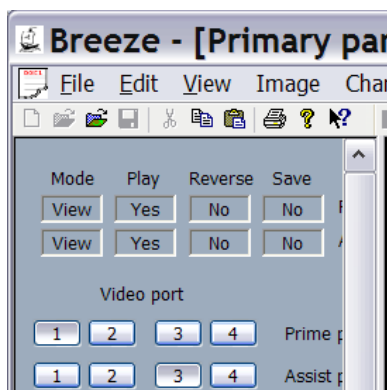 Breeze - [Primary par
File Edit View Image Char
Mode Play Reverse Save
View Yes No No
View Yes No No
Video port
1 2 3 4 Prime p
1 2 3 4 Assist p